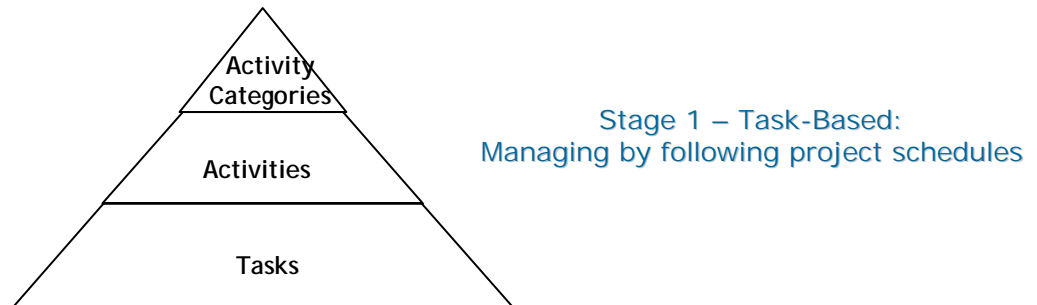 Activity
Categories
Stage 1 – Task-Based:
Managing by following project schedules
Activities
Tasks